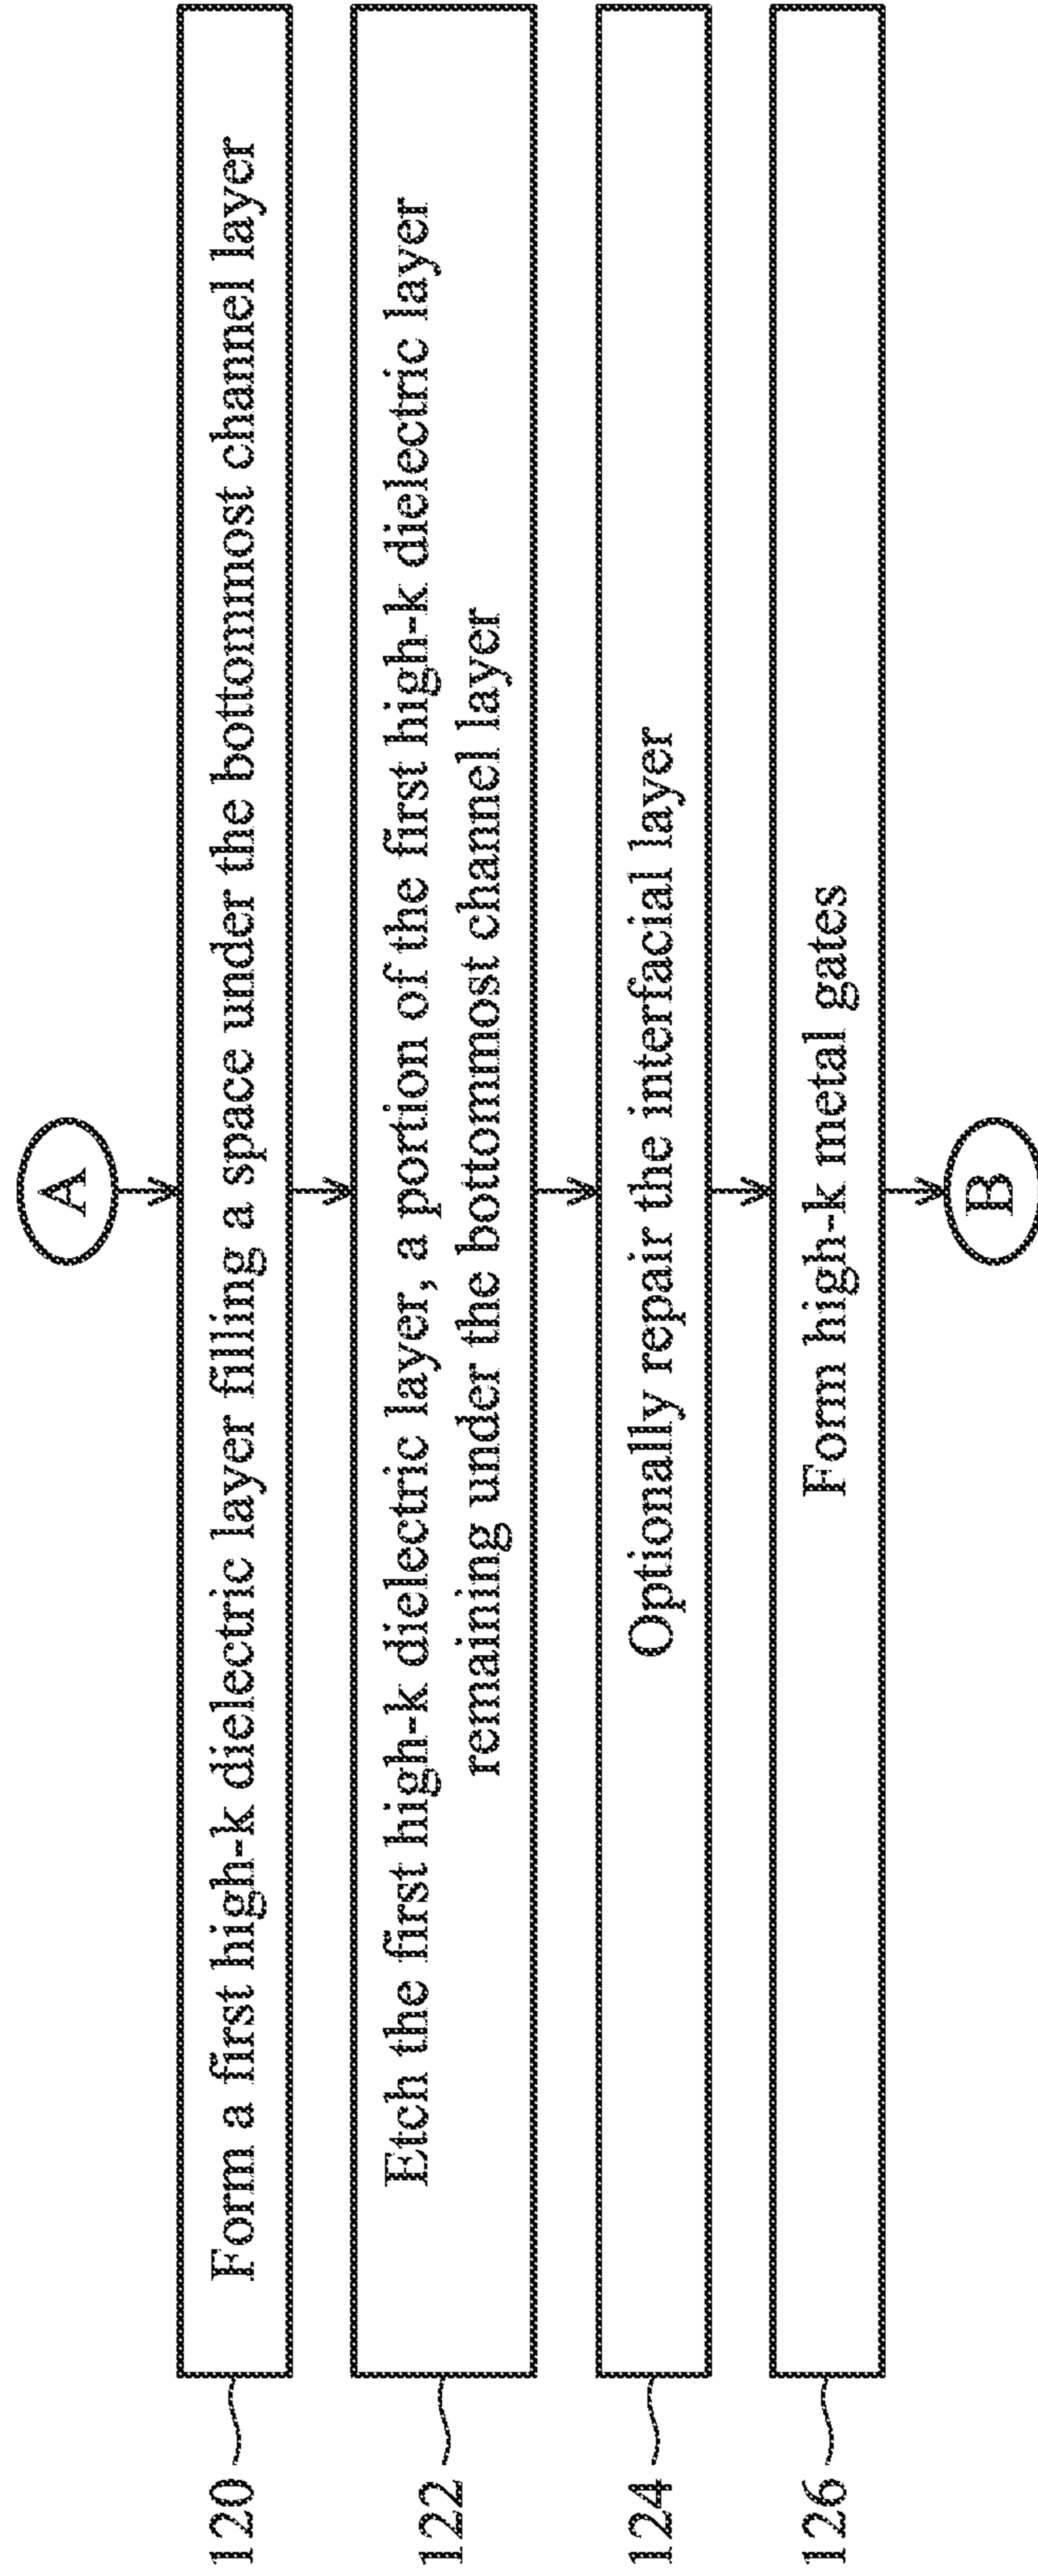 A
120
Form a first high-k dielectric layer filling a space under the bottommost channel layer
122
Etch the first high-k dielectric layer, a portion of the first high-k dielectric layer
remaining under the bottommost channel layer
124
Optionally repair the interfacial layer
126
Form high-k metal gates
B